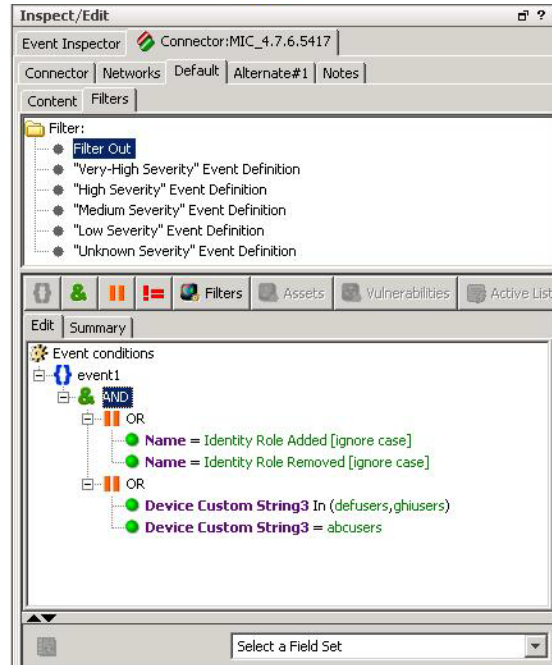 Inspect/Edit
?
Event Inspector Connector:MIC_4.7.6.5417
Connector Networks Default Alternate#1 Notes
Content Filters
Filter:
Filter Out
"Very-High Severity" Event Definition
"High Severity" Event Definition
"Medium Severity" Event Definition
"Low Severity" Event Definition
"Unknown Severity" Event Definition
{} & != Filters Assets Vulnerabilities Active List
Edit Summary
Event conditions
{} event1
& AND
OR
Name = Identity Role Added [ignore case]
Name = Identity Role Removed [ignore case]
OR
Device Custom String3 In (defusers,ghiusers)
Device Custom String3 = abcusers
Select a Field Set